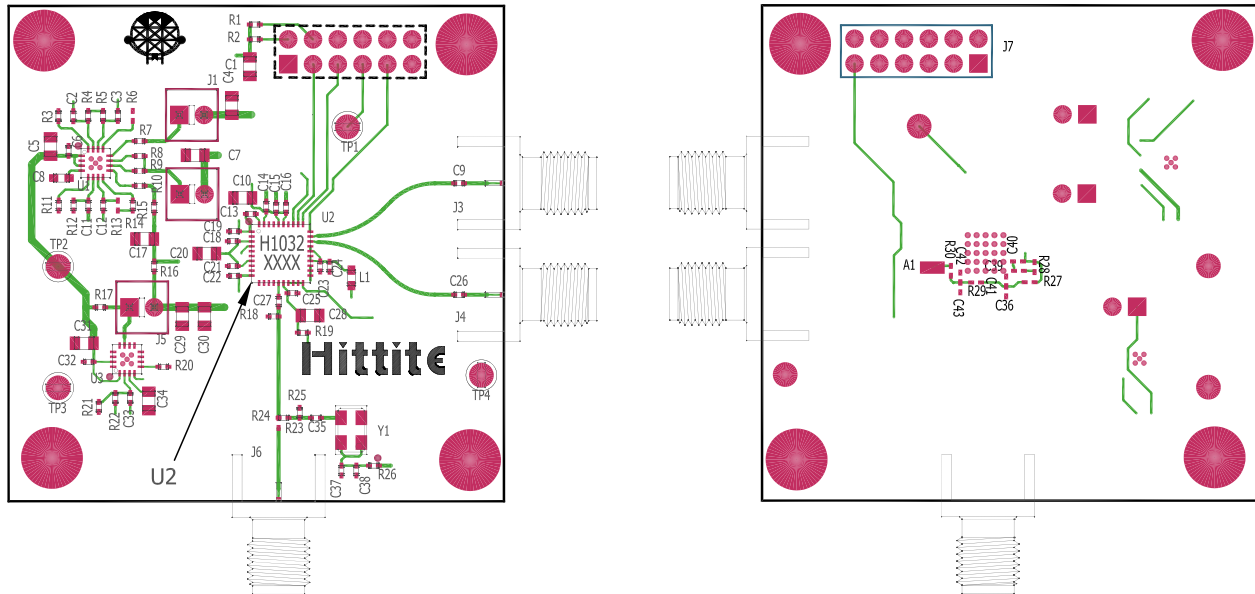 R1
R2
C1
C4
J1
TP1
R3
C2
R4
R5
C3
R6
C5
C6
R7
R8
R9
R10
C7
C8
U1
R11
R12
C11
C12
R13
R14
R15
C17
C10
C13
C14
C15
C16
U2
C19
C18
C20
C21
C22
H1032
XXXX
C24
C23
L1
C9
J3
C26
J4
TP2
R16
R17
J5
C27
R18
C25
C28
R19
C29
C30
C31
C32
U3
R20
TP3
R21
R22
C33
C34
Hittite
TP4
R24
R25
R23
C35
Y1
J6
C37
C38
R26
U2
J7
A1
R30
C42
C39
C40
R28
R27
R29
C41
C36
C43